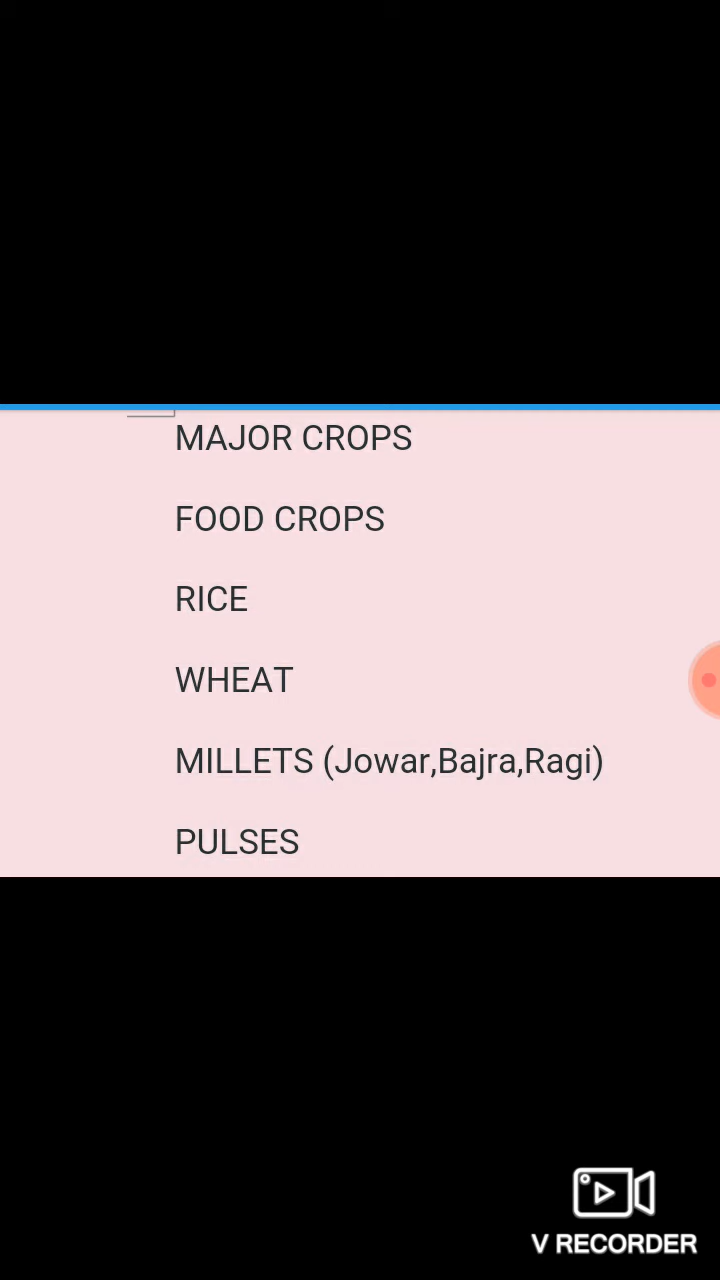 MAJOR CROPS
FOOD CROPS
RICE
WHEAT
MILLETS (Jowar,Bajra,Ragi)
PULSES
V RECORDER